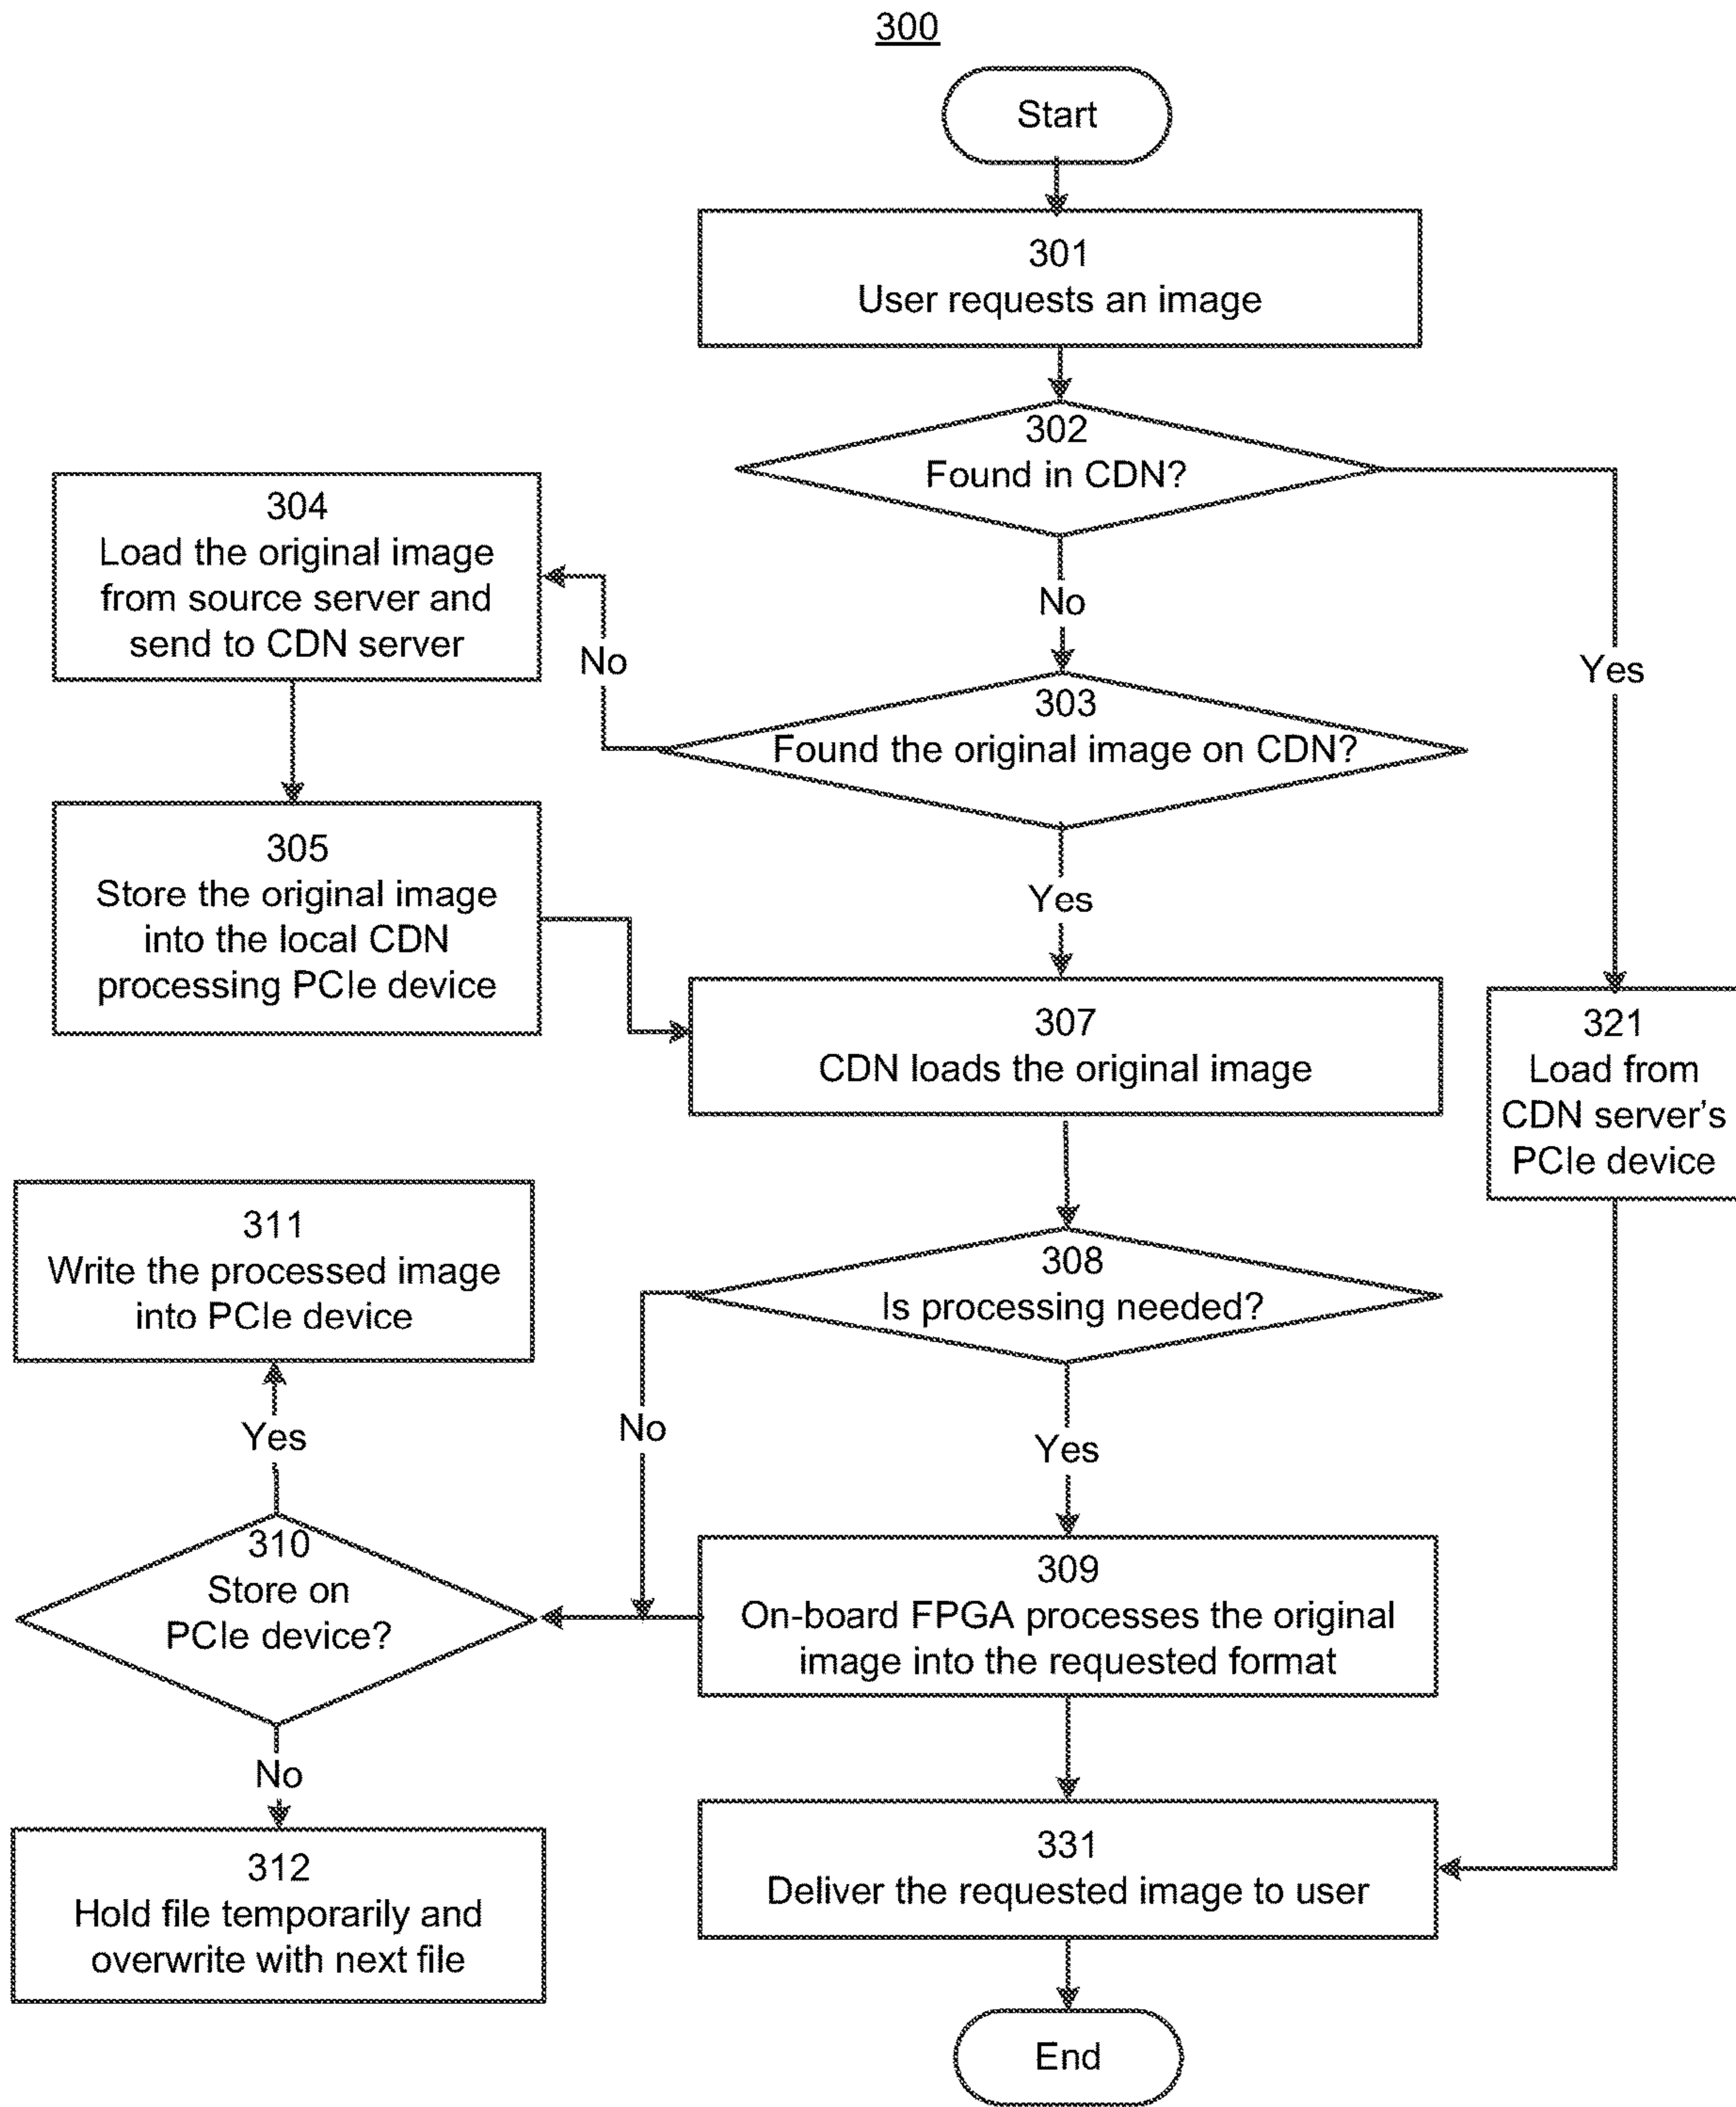 300
Start
301
User requests an image
302
Found in CDN?
No
Yes
303
Found the original image on CDN?
No
304
Load the original image
from source server and
send to CDN server
305
Store the original image
into the local CDN
processing PCIe device
Yes
307
CDN loads the original image
321
Load from
CDN server's
PCIe device
308
Is processing needed?
No
Yes
309
On-board FPGA processes the original
image into the requested format
310
Store on
PCIe device?
Yes
311
Write the processed image
into PCIe device
No
312
Hold file temporarily and
overwrite with next file
331
Deliver the requested image to user
End